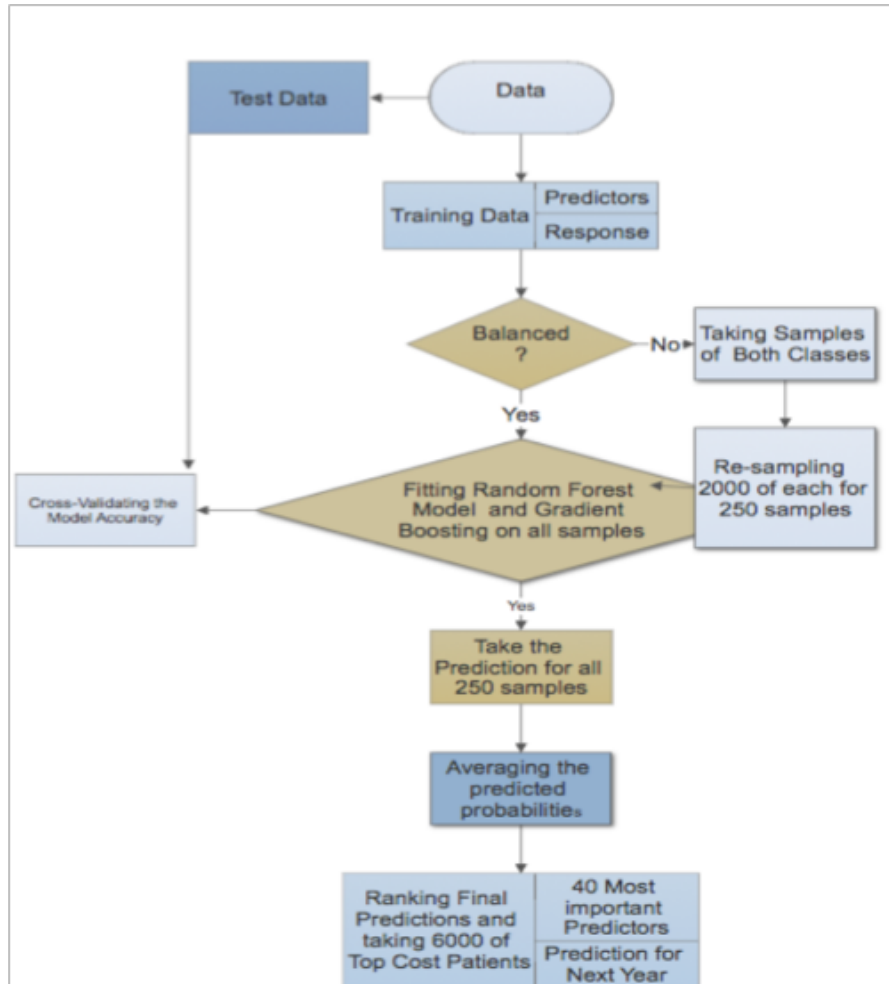 Data
Test Data
Training Data
Predictors
Response
Balanced
?
No
Taking Samples
of Both Classes
Yes
Re-sampling
2000 of each for
250 samples
Fitting Random Forest
Model and Gradient
Boosting on all samples
Cross-Validating the
Model Accuracy
Yes
Take the
Prediction for all
250 samples
Averaging the
predicted
probabilities
Ranking Final
Predictions and
taking 6000 of
Top Cost Patients
40 Most
important
Predictors
Prediction for
Next Year